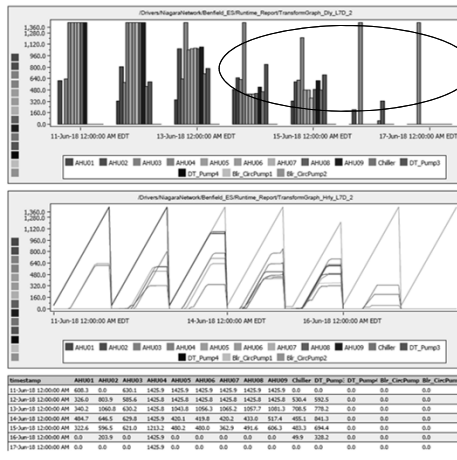 /Drivers/NiagaraNetwork/Benfield_ES/Runtime_Report/TransformGraph_Dly_L7D_2
1,360.0
1,280.0
1,120.0
960.0
800.0
640.0
480.0
320.0
160.0
0.0
11-Jun-18 12:00:00 AM EDT 13-Jun-18 12:00:00 AM EDT 15-Jun-18 12:00:00 AM EDT 17-Jun-18 12:00:00 AM EDT
AHU01 AHU02 AHU03 AHU04 AHU05 AHU06 AHU07 AHU08 AHU09 Chiller DT_Pump3
DT_Pump4 Blr_CircPump1 Blr_CircPump2
/Drivers/NiagaraNetwork/Benfield_ES/Runtime_Report/TransformGraph_Hrly_L7D_2
1,360.0
1,120.0
960.0
800.0
640.0
480.0
320.0
160.0
0.0
11-Jun-18 12:00:00 AM EDT 14-Jun-18 12:00:00 AM EDT 16-Jun-18 12:00:00 AM EDT
AHU01 AHU02 AHU03 AHU04 AHU05 AHU06 AHU07 AHU08 AHU09 Chiller DT_Pump3
DT_Pump4 Blr_CircPump1 Blr_CircPump2
timestamp AHU01 AHU02 AHU03 AHU04 AHU05 AHU06 AHU07 AHU08 AHU09 Chiller DT_Pump3 DT_Pump4 Blr_CircPump Blr_CircPum
11-Jun-18 12:00:00 AM 608.3 0.0 630.1 1425.9 1425.9 1425.9 1425.9 1425.9 1425.9 0.0 0.0 0.0 0.0 0.0
12-Jun-18 12:00:00 AM 326.0 803.9 585.6 1425.8 1425.8 1425.8 1425.8 1425.8 1425.8 530.4 592.5 0.0 0.0
13-Jun-18 12:00:00 AM 340.2 1060.8 630.2 1425.8 1043.8 1056.3 1065.2 1057.7 1081.3 708.5 778.2 0.0 0.0
14-Jun-18 12:00:00 AM 484.7 646.5 629.8 1425.9 420.1 419.8 420.2 433.0 517.4 455.1 841.3 0.0 0.0
15-Jun-18 12:00:00 AM 322.6 596.5 621.0 1213.2 480.2 480.0 362.9 491.6 606.3 483.3 694.4 0.0 0.0
16-Jun-18 12:00:00 AM 0.0 203.9 0.0 1425.9 0.0 0.0 0.0 0.0 0.0 49.9 328.2 0.0 0.0
17-Jun-18 12:00:00 AM 0.0 0.0 0.0 1425.9 0.0 0.0 0.0 0.0 0.0 0.0 0.0 0.0 0.0